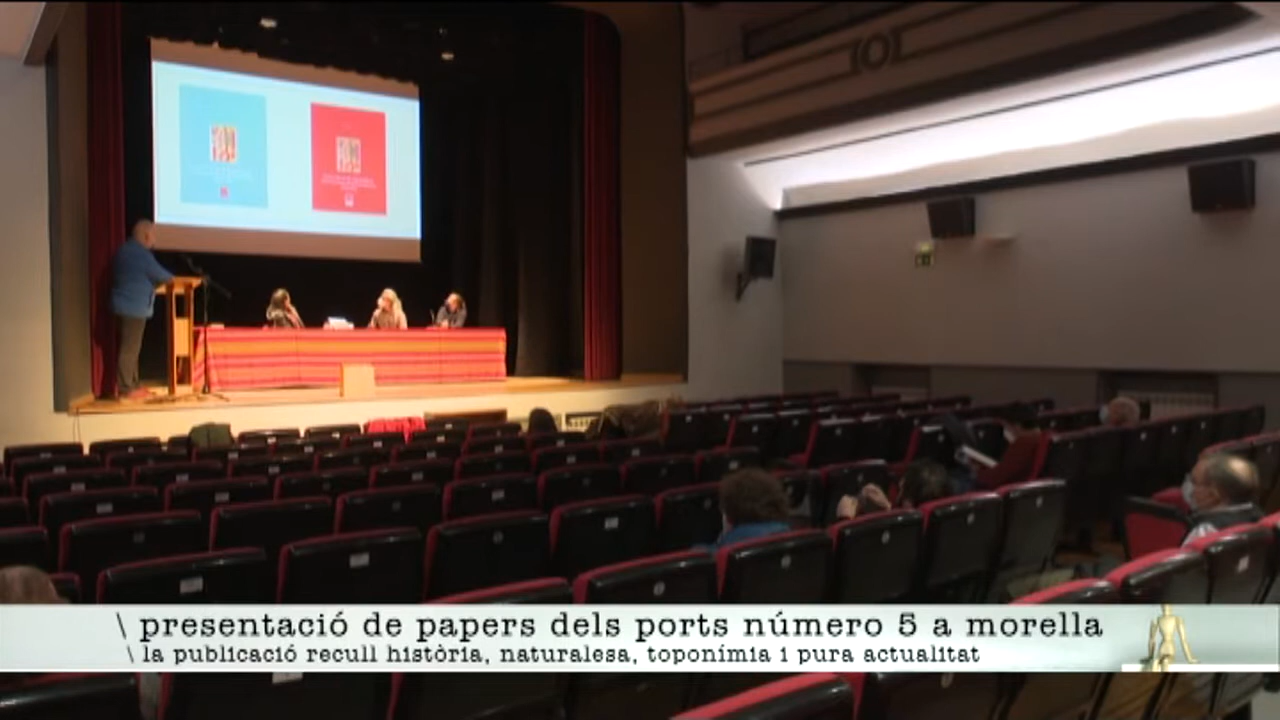 \ presentació de papers dels ports número 5 a morella
\ la publicació recull història, naturalesa, toponímia i pura actualitat